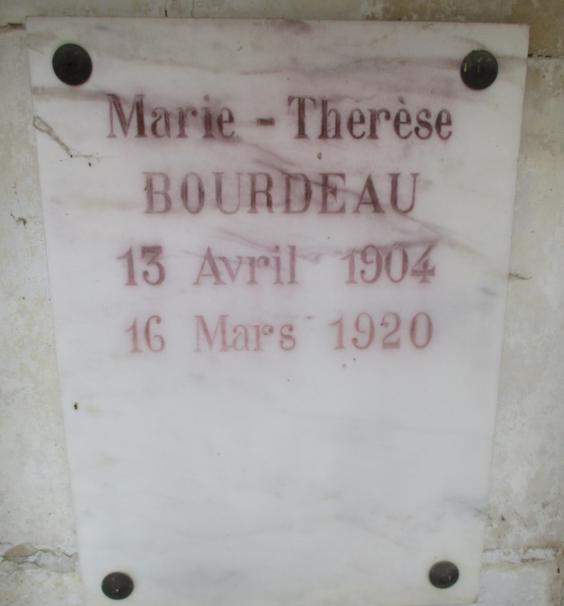 Marie - Therèse
BOURDEAU
13 Avril 1904
16 Mars 1920